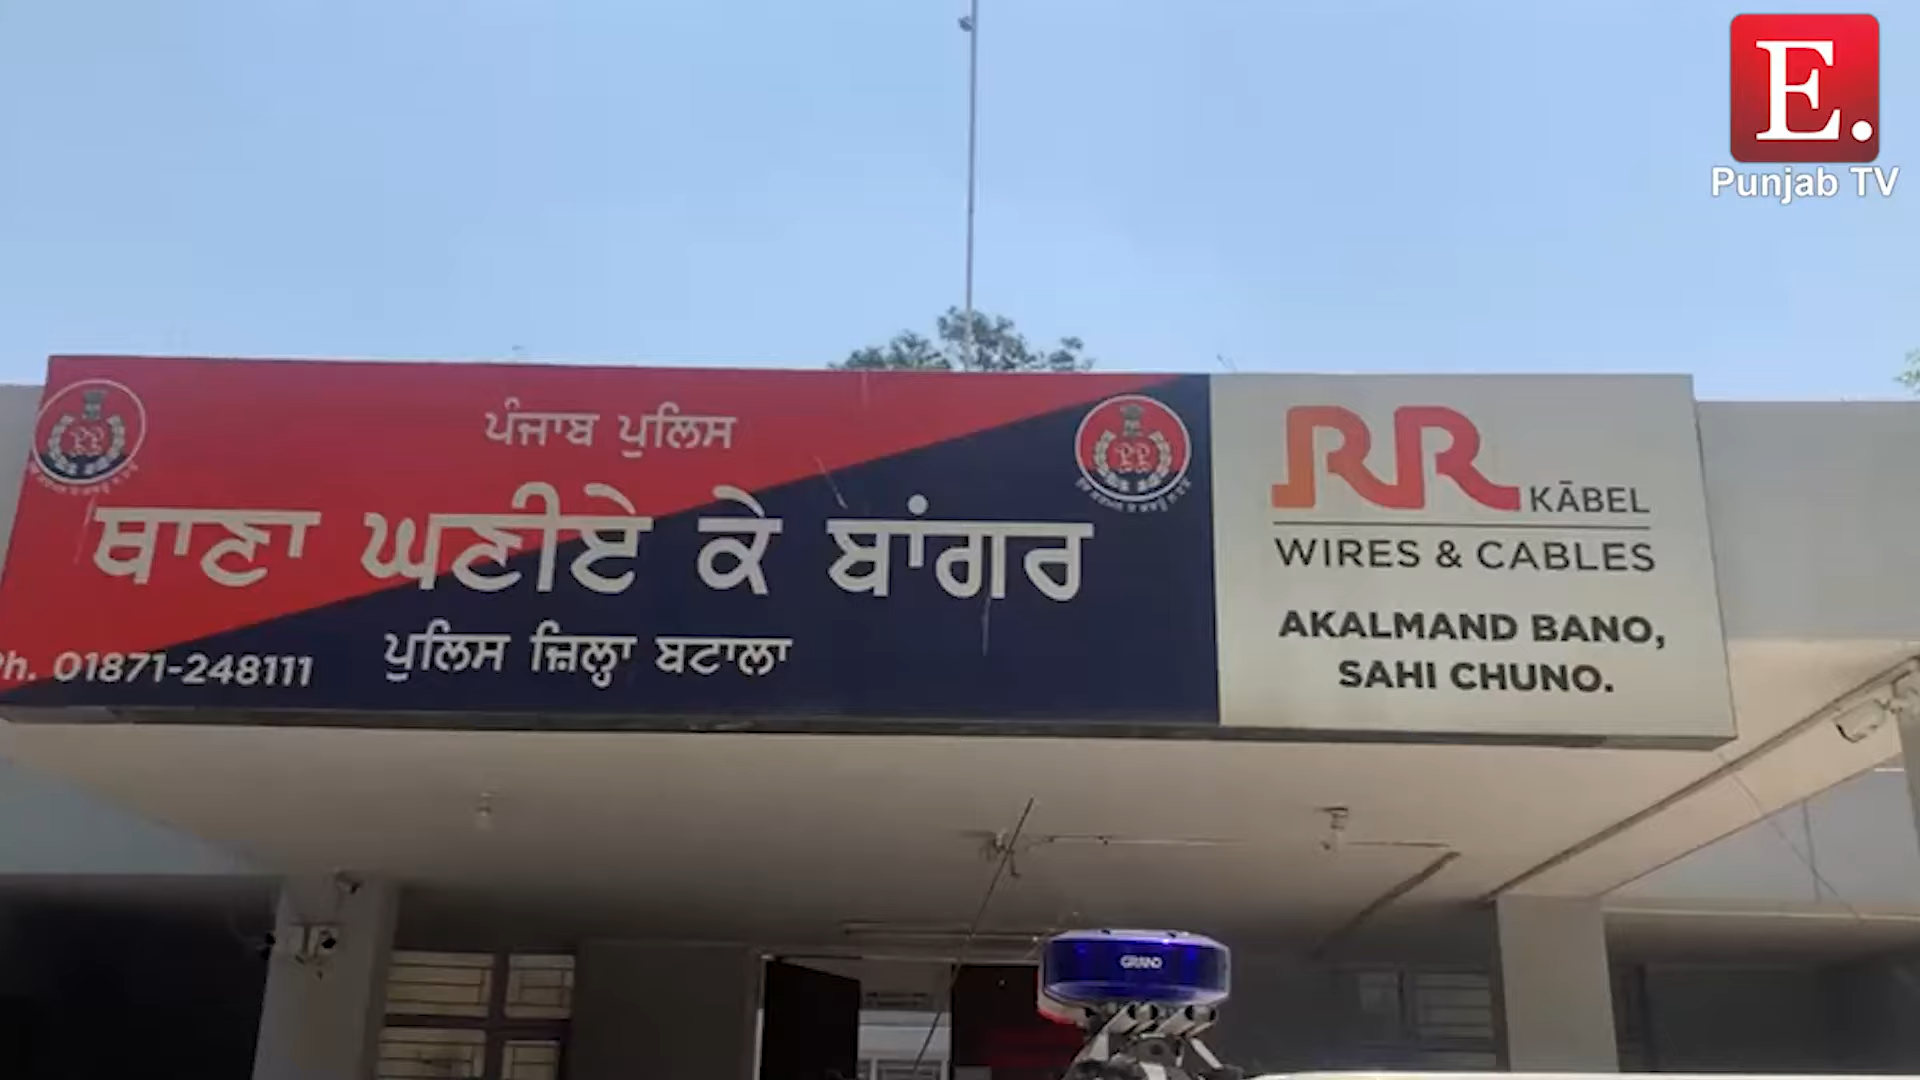 E.
Punjab TV
ਪੰਜਾਬ ਪੁਲਿਸ
ਥਾਣਾ ਘਣੀਏ ਕੇ ਬਾਂਗਰ
ਪੁਲਿਸ ਜ਼ਿਲ੍ਹਾ ਬਟਾਲਾ
Ph. 01871-248111
RR KĀBEL
WIRES & CABLES
AKALMAND BANO,
SAHI CHUNO.
GRAND